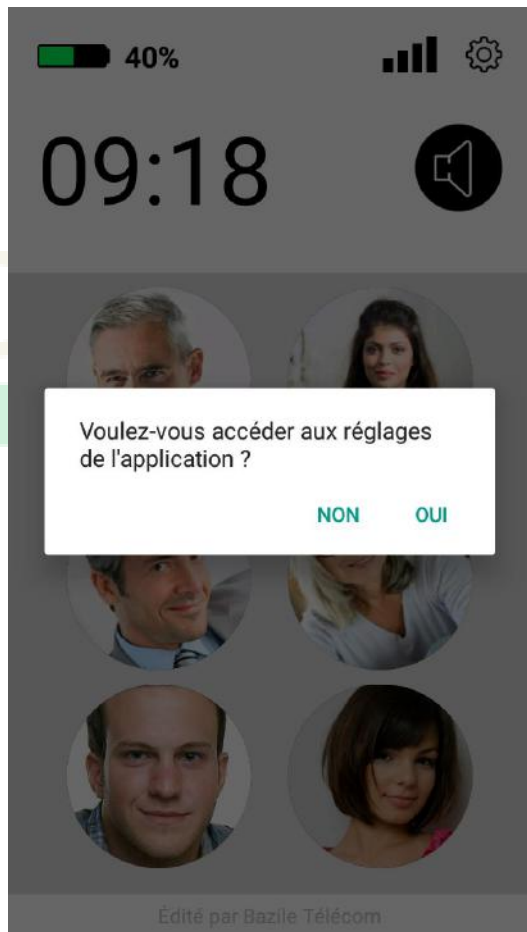 40%
09:18
Voulez-vous accéder aux réglages
de l'application ?
NON OUI
Édité par Bazile Télécom